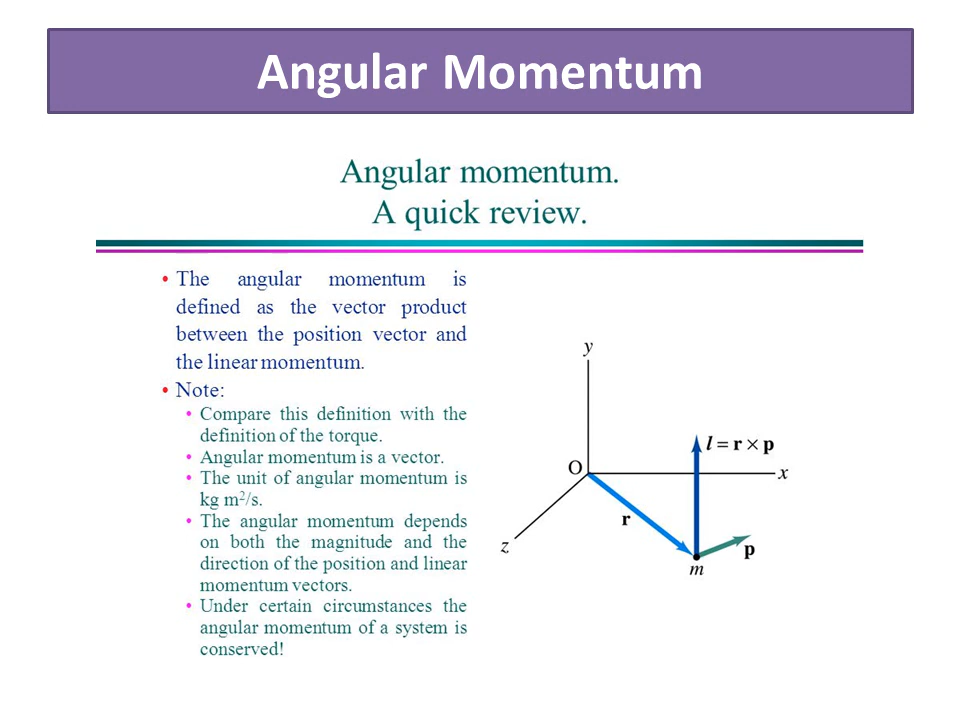 Angular Momentum
Angular momentum.
A quick review.
• The angular momentum is
defined as the vector product
between the position vector and
the linear momentum.
• Note:
• Compare this definition with the
definition of the torque.
• Angular momentum is a vector.
• The unit of angular momentum is
kg m²/s.
• The angular momentum depends
on both the magnitude and the
direction of the position and linear
momentum vectors.
• Under certain circumstances the
angular momentum of a system is
conserved!
y
l = r × p
O
x
r
z
p
m